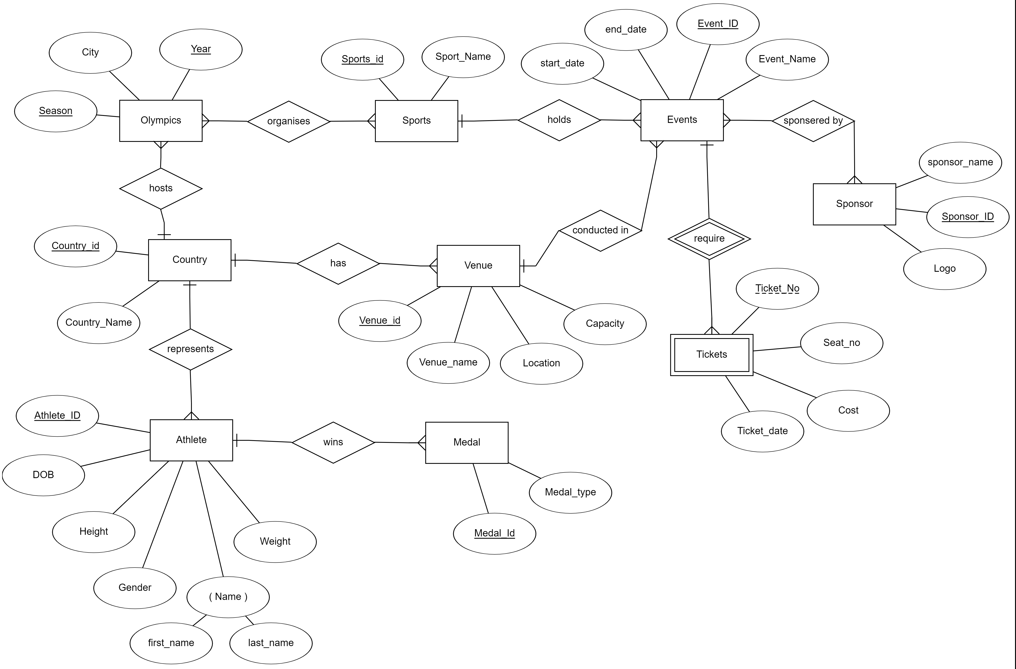 Event_ID
end_date
City
Year
Sports_id
Sport_Name
start_date
Event_Name
Season
Olympics
organises
Sports
holds
Events
sponsered by
sponsor_name
hosts
Sponsor
Sponsor_ID
Country_id
Country
has
Venue
conducted in
require
Logo
Ticket_No
Country_Name
Venue_id
Capacity
represents
Venue_name
Location
Tickets
Seat_no
Athlete_ID
Cost
Ticket_date
Athlete
wins
Medal
DOB
Medal_type
Height
Weight
Medal_Id
Gender
( Name )
first_name
last_name